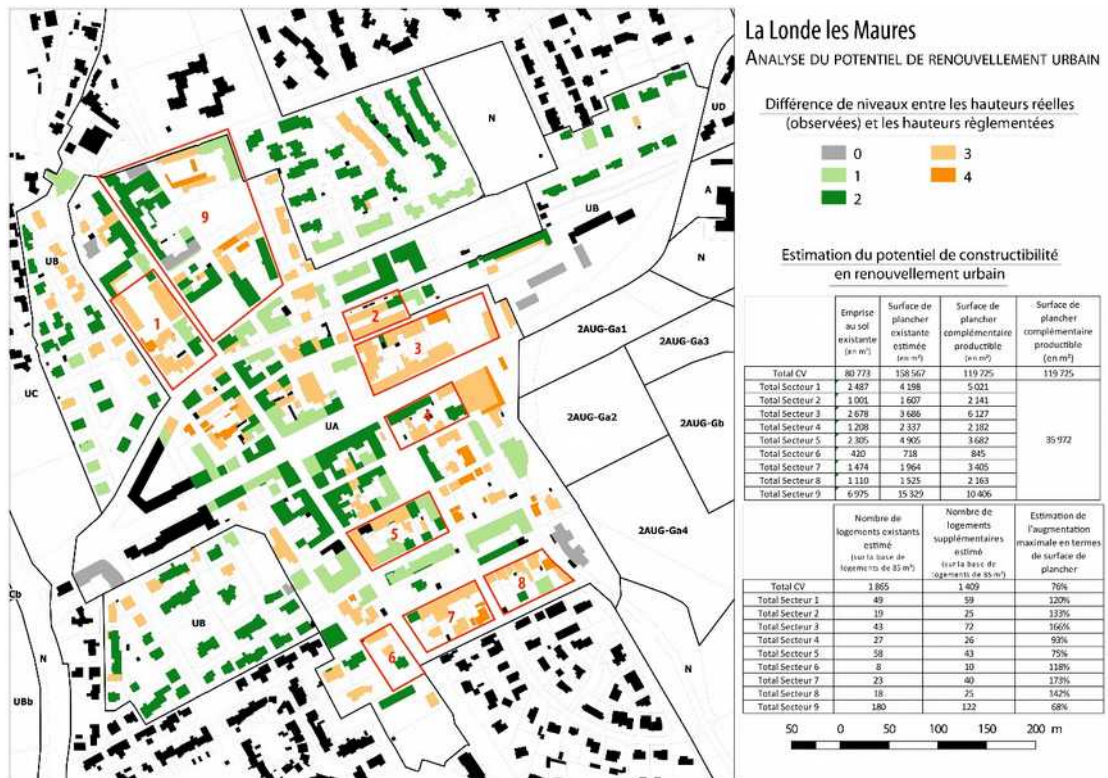 La Londe les Maures
ANALYSE DU POTENTIEL DE RENOUVELLEMENT URBAIN
Différence de niveaux entre les hauteurs réelles
(observées) et les hauteurs règlementées
0 3
1 4
2
Estimation du potentiel de constructibilité
en renouvellement urbain
Emprise au sol existante (en m²) Surface de plancher existante estimée (en m²) Surface de plancher complémentaire productible (en m²) Surface de plancher complémentaire productible (en m²)
Total CV 80 773 158 567 119 725 119 725
Total Secteur 1 2 487 4 198 5 021
Total Secteur 2 1 001 1 607 2 141
Total Secteur 3 2 678 3 686 6 127
Total Secteur 4 1 208 2 337 2 182
Total Secteur 5 2 305 4 905 3 682 35 972
Total Secteur 6 420 718 845
Total Secteur 7 1 474 1 964 3 405
Total Secteur 8 1 110 1 525 2 163
Total Secteur 9 6 975 15 329 10 406
Nombre de logements existants estimé (sur la base de logements de 85 m²) Nombre de logements supplémentaires estimé (sur la base de logements de 85 m²) Estimation de l'augmentation maximale en termes de surface de plancher
Total CV 1 865 1 409 76%
Total Secteur 1 49 59 120%
Total Secteur 2 19 25 133%
Total Secteur 3 43 72 166%
Total Secteur 4 27 26 93%
Total Secteur 5 58 43 75%
Total Secteur 6 8 10 118%
Total Secteur 7 23 40 173%
Total Secteur 8 18 25 142%
Total Secteur 9 180 122 68%
50 0 50 100 150 200 m
N
UD
A
UB
N
9
UB
1
2
3
2AUG-Ga1
2AUG-Ga3
UC
UA
4
2AUG-Ga2
2AUG-Gb
5
2AUG-Ga4
8
Cb
UB
7
6
N
N
UBb